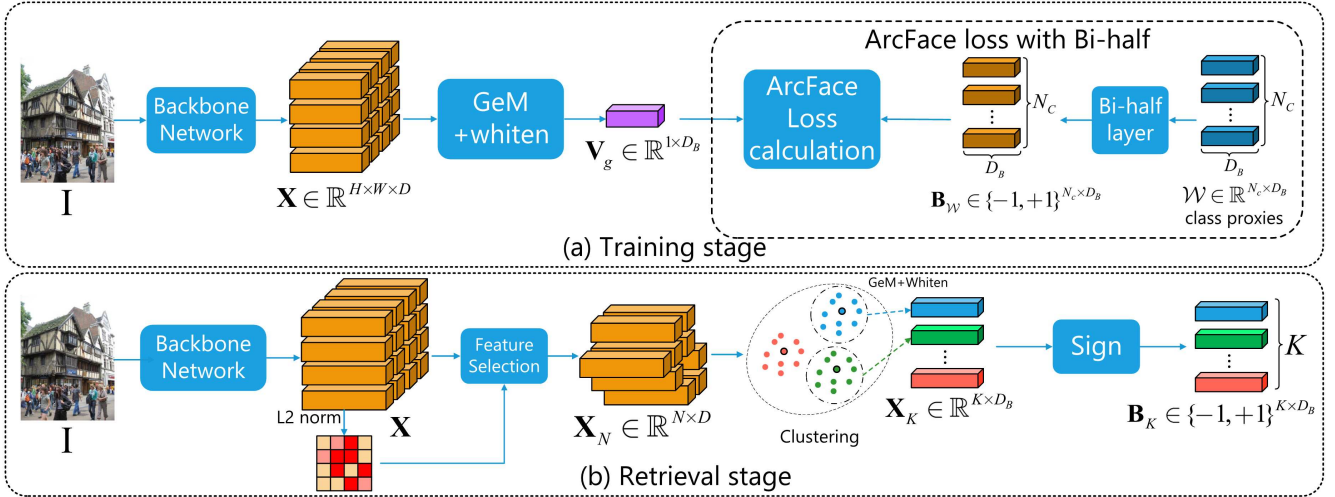 ArcFace loss with Bi-half
I
Backbone
Network
X ∈ ℝ^{H×W×D}
GeM
+whiten
V_g ∈ ℝ^{1×D_B}
ArcFace
Loss
calculation
N_C
D_B
B_𝒲 ∈ {−1,+1}^{N_c×D_B}
Bi-half
layer
N_C
D_B
𝒲 ∈ ℝ^{N_c×D_B}
class proxies
(a) Training stage
I
Backbone
Network
X
L2 norm
Feature
Selection
X_N ∈ ℝ^{N×D}
Clustering
GeM+Whiten
X_K ∈ ℝ^{K×D_B}
Sign
K
B_K ∈ {−1,+1}^{K×D_B}
(b) Retrieval stage